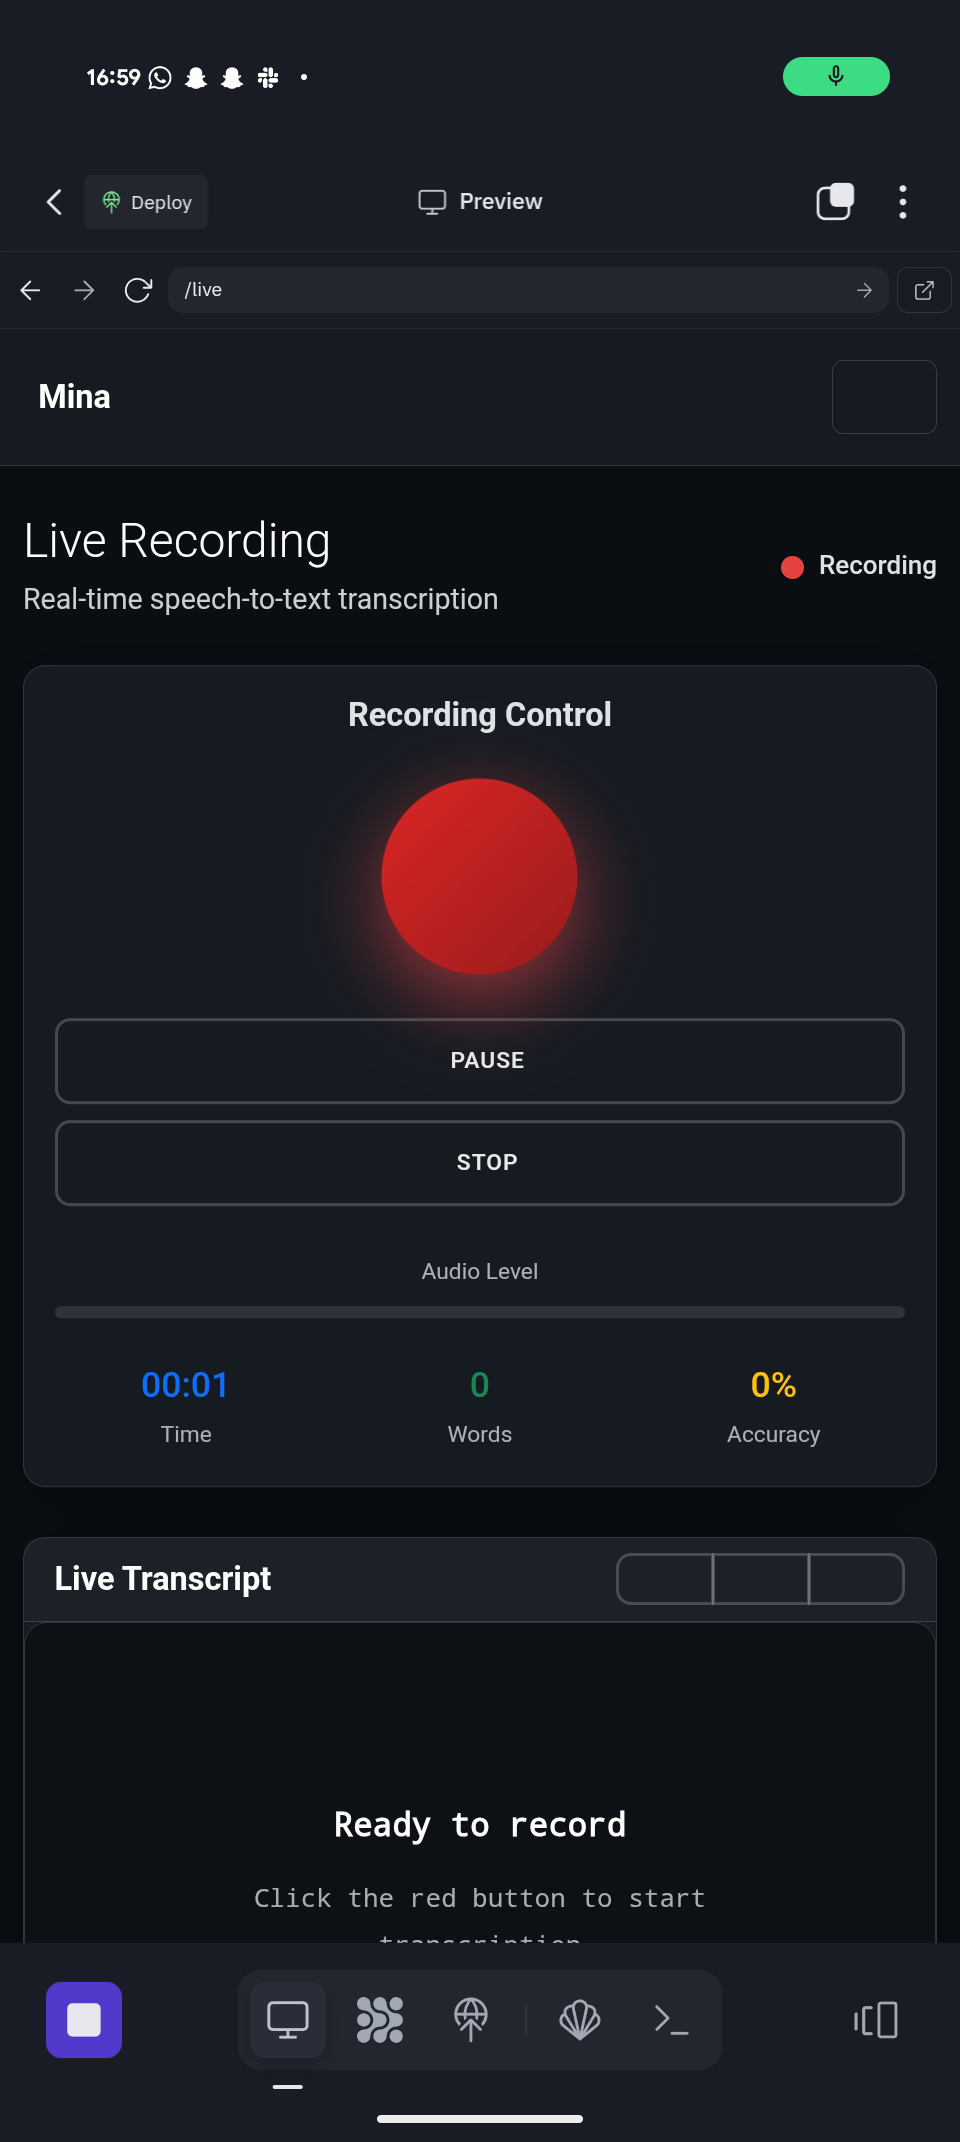 16:59
Deploy
Preview
/live
Mina
Live Recording
Real-time speech-to-text transcription
Recording
Recording Control
PAUSE
STOP
Audio Level
00:01 0 0%
Time Words Accuracy
Live Transcript
Ready to record
Click the red button to start
transcription